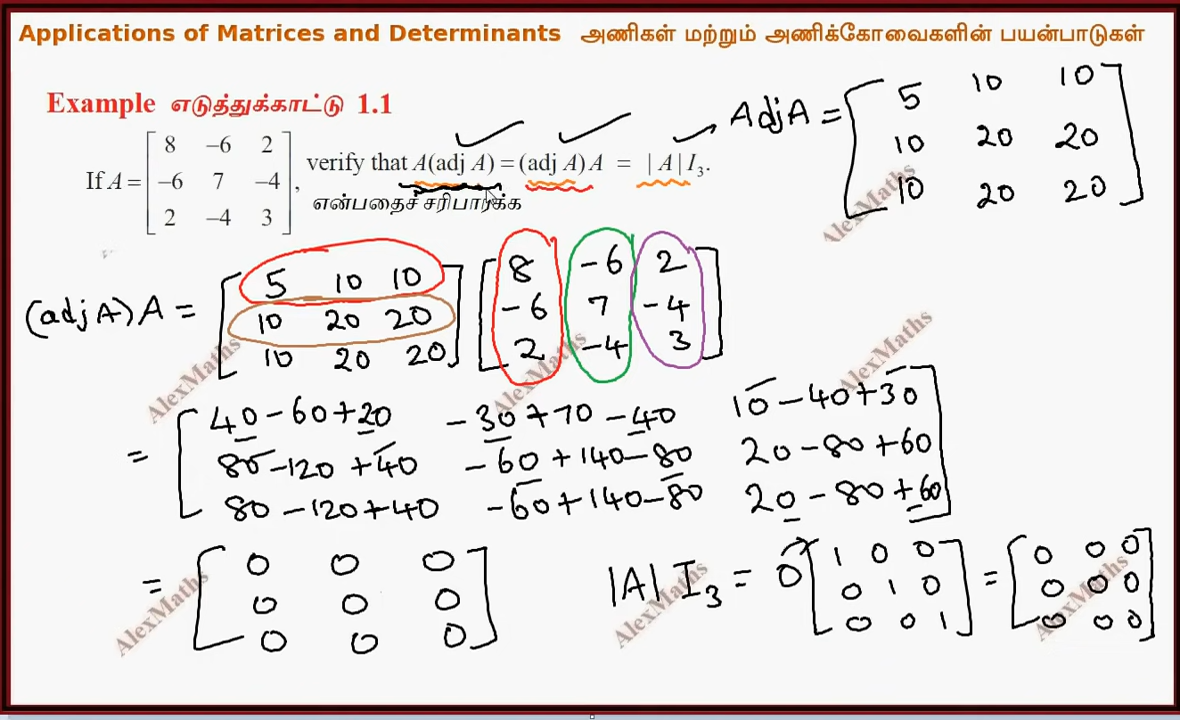 Applications of Matrices and Determinants அணிகள் மற்றும் அணிக்கோவைகளின் பயன்பாடுகள்
Example எடுத்துக்காட்டு 1.1
If A = [ 8 −6 2
−6 7 −4
2 −4 3 ], verify that A(adj A) = (adj A)A = |A| I₃.
என்பதைச் சரிபார்க்க
AdjA = [ 5 10 10
10 20 20
10 20 20 ]
AlexMaths
(adjA)A = [ 5 10 10 ] [ 8 −6 2 ]
[ 10 20 20 ] [ −6 7 −4 ]
[ 10 20 20 ] [ 2 −4 3 ]
AlexMaths AlexMaths AlexMaths
= [ 40−60+20 −30+70−40 10−40+30
80−120+40 −60+140−80 20−80+60
80−120+40 −60+140−80 20−80+60 ]
= [ 0 0 0
0 0 0
0 0 0 ]
|A| I₃ = 0 [ 1 0 0 ] = [ 0 0 0 ]
[ 0 1 0 ] [ 0 0 0 ]
[ 0 0 1 ] [ 0 0 0 ]
AlexMaths AlexMaths AlexMaths